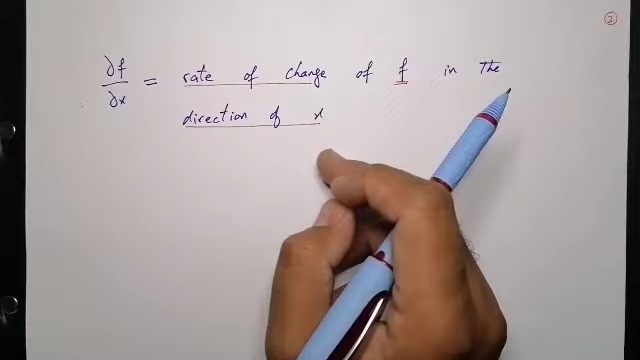 ②
∂f/∂x = rate of change of f in the
direction of x